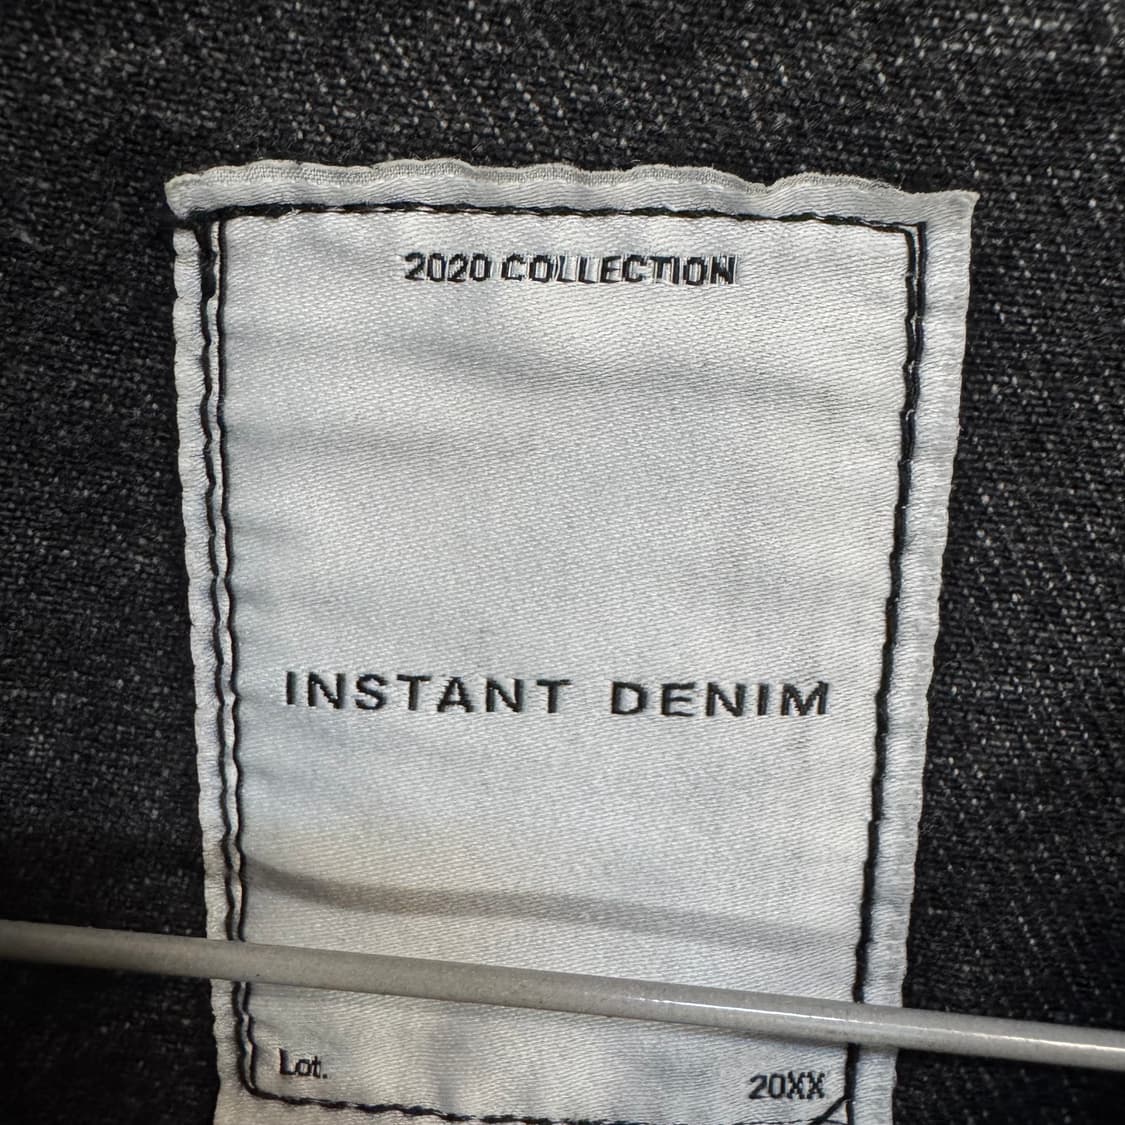 2020 COLLECTION
INSTANT DENIM
Lot. 20XX